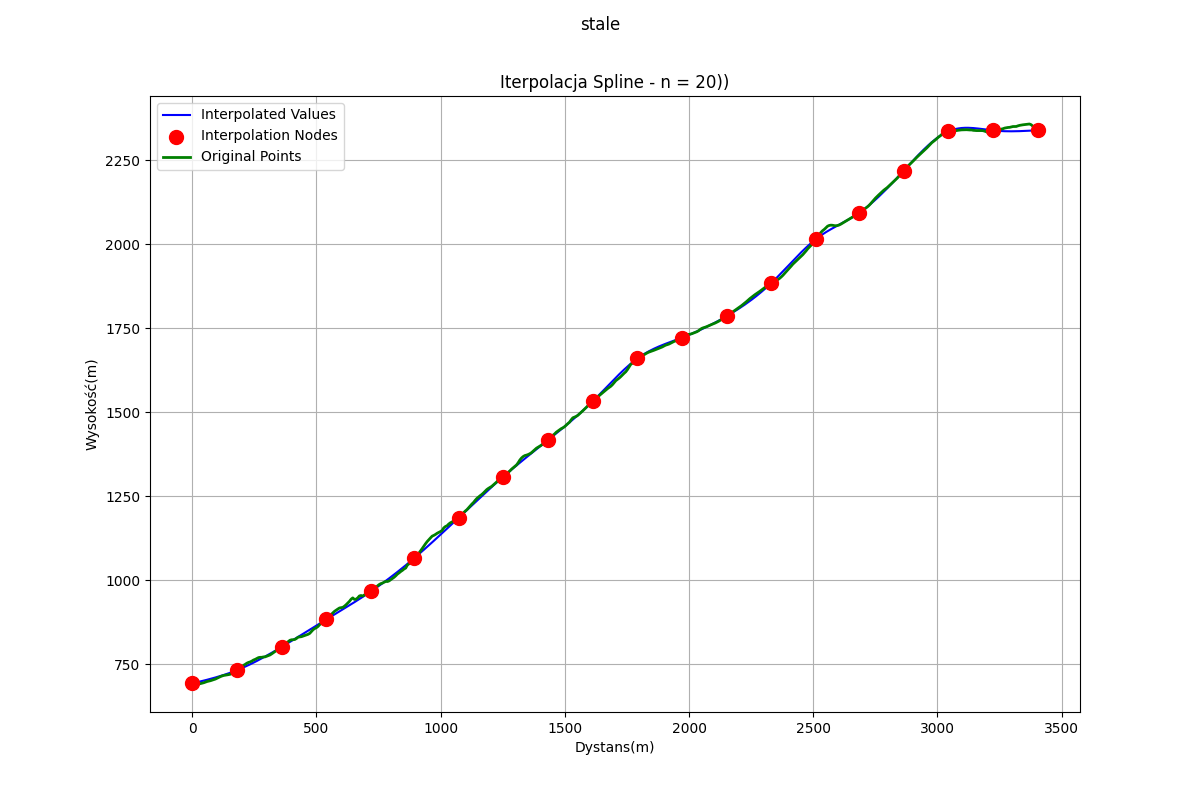 stale
Iterpolacja Spline - n = 20))
Interpolated Values
Interpolation Nodes
Original Points
Wysokość(m)
2250
2000
1750
1500
1250
1000
750
0
500
1000
1500
2000
2500
3000
3500
Dystans(m)